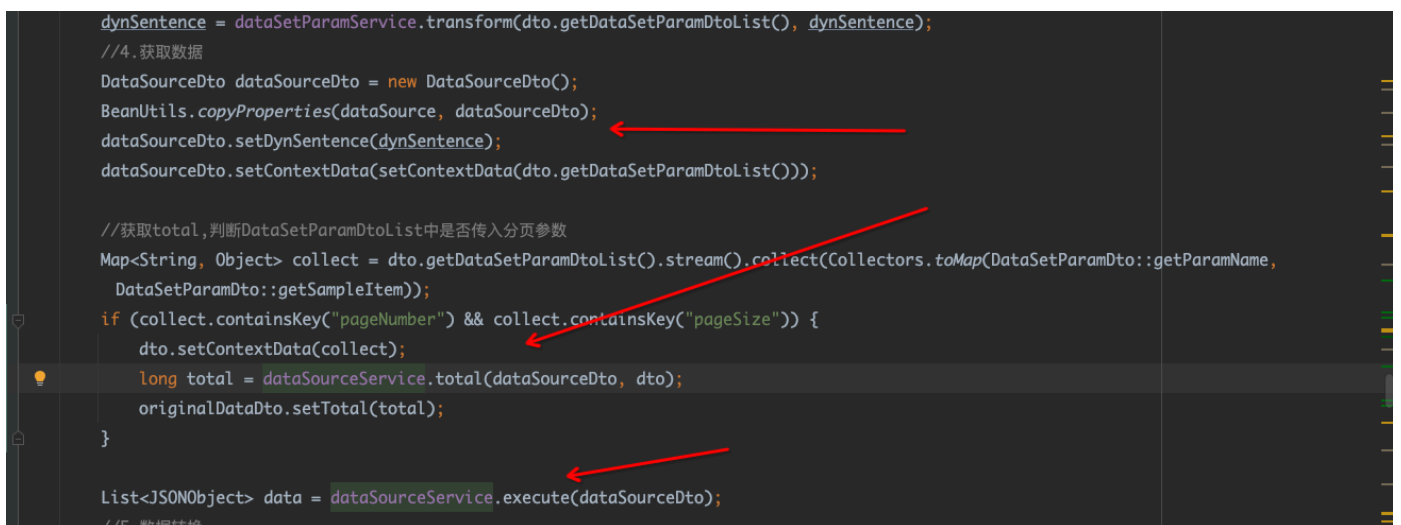 dynSentence = dataSetParamService.transform(dto.getDataSetParamDtoList(), dynSentence);
//4.获取数据
DataSourceDto dataSourceDto = new DataSourceDto();
BeanUtils.copyProperties(dataSource, dataSourceDto);
dataSourceDto.setDynSentence(dynSentence);
dataSourceDto.setContextData(setContextData(dto.getDataSetParamDtoList()));
//获取total,判断DataSetParamDtoList中是否传入分页参数
Map<String, Object> collect = dto.getDataSetParamDtoList().stream().collect(Collectors.toMap(DataSetParamDto::getParamName,
DataSetParamDto::getSampleItem));
if (collect.containsKey("pageNumber") && collect.containsKey("pageSize")) {
dto.setContextData(collect);
long total = dataSourceService.total(dataSourceDto, dto);
originalDataDto.setTotal(total);
}
List<JSONObject> data = dataSourceService.execute(dataSourceDto);